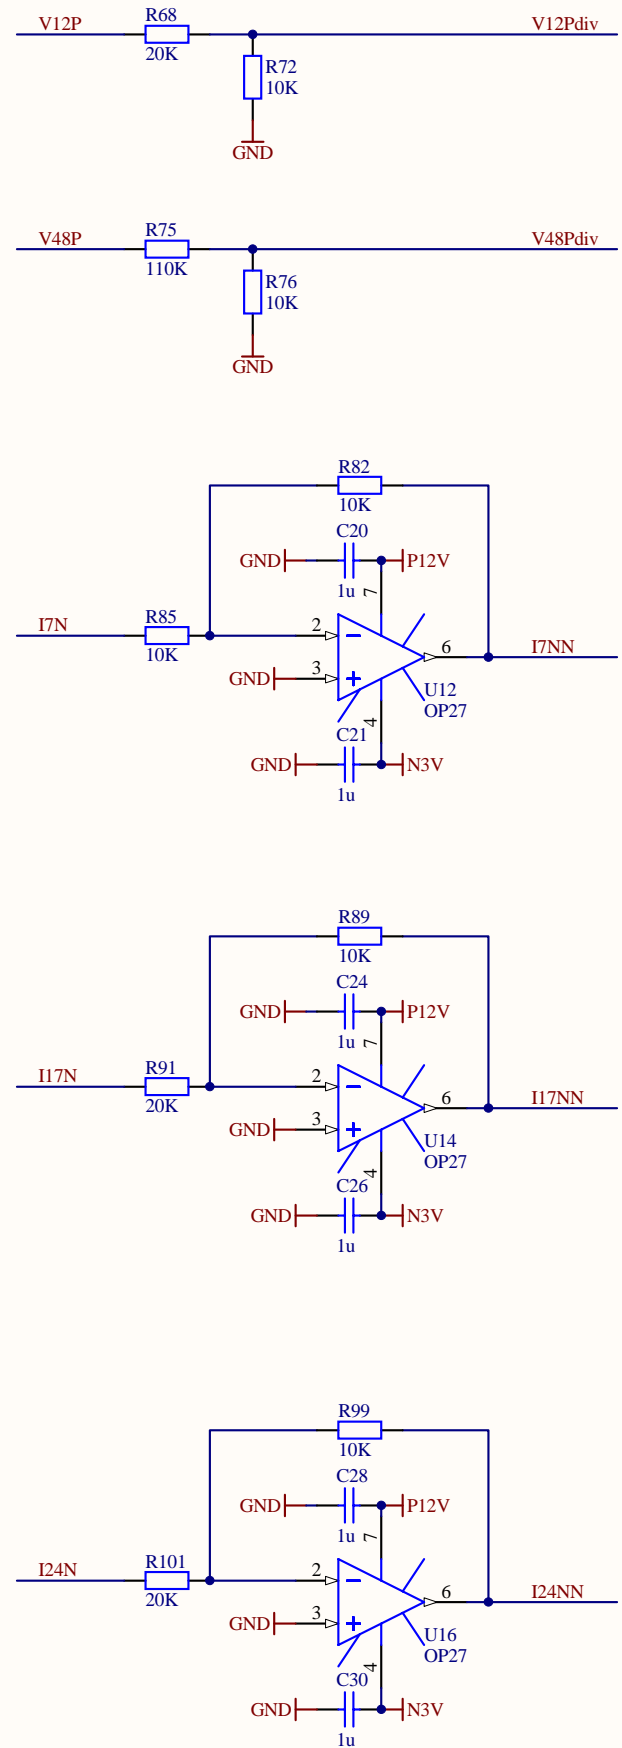 R68
V12P
V12Pdiv
20K
R72
10K
GND
R75
V48P
V48Pdiv
110K
R76
10K
GND
R82
10K
C20
GND
P12V
1u
7
R85
I7N
2
6
I7NN
10K
3
GND
U12
OP27
4
C21
GND
N3V
1u
R89
10K
C24
GND
P12V
1u
7
R91
I17N
2
6
I17NN
20K
3
GND
U14
OP27
4
C26
GND
N3V
1u
R99
10K
C28
GND
P12V
1u
7
R101
I24N
2
6
I24NN
20K
3
GND
U16
OP27
4
C30
GND
N3V
1u